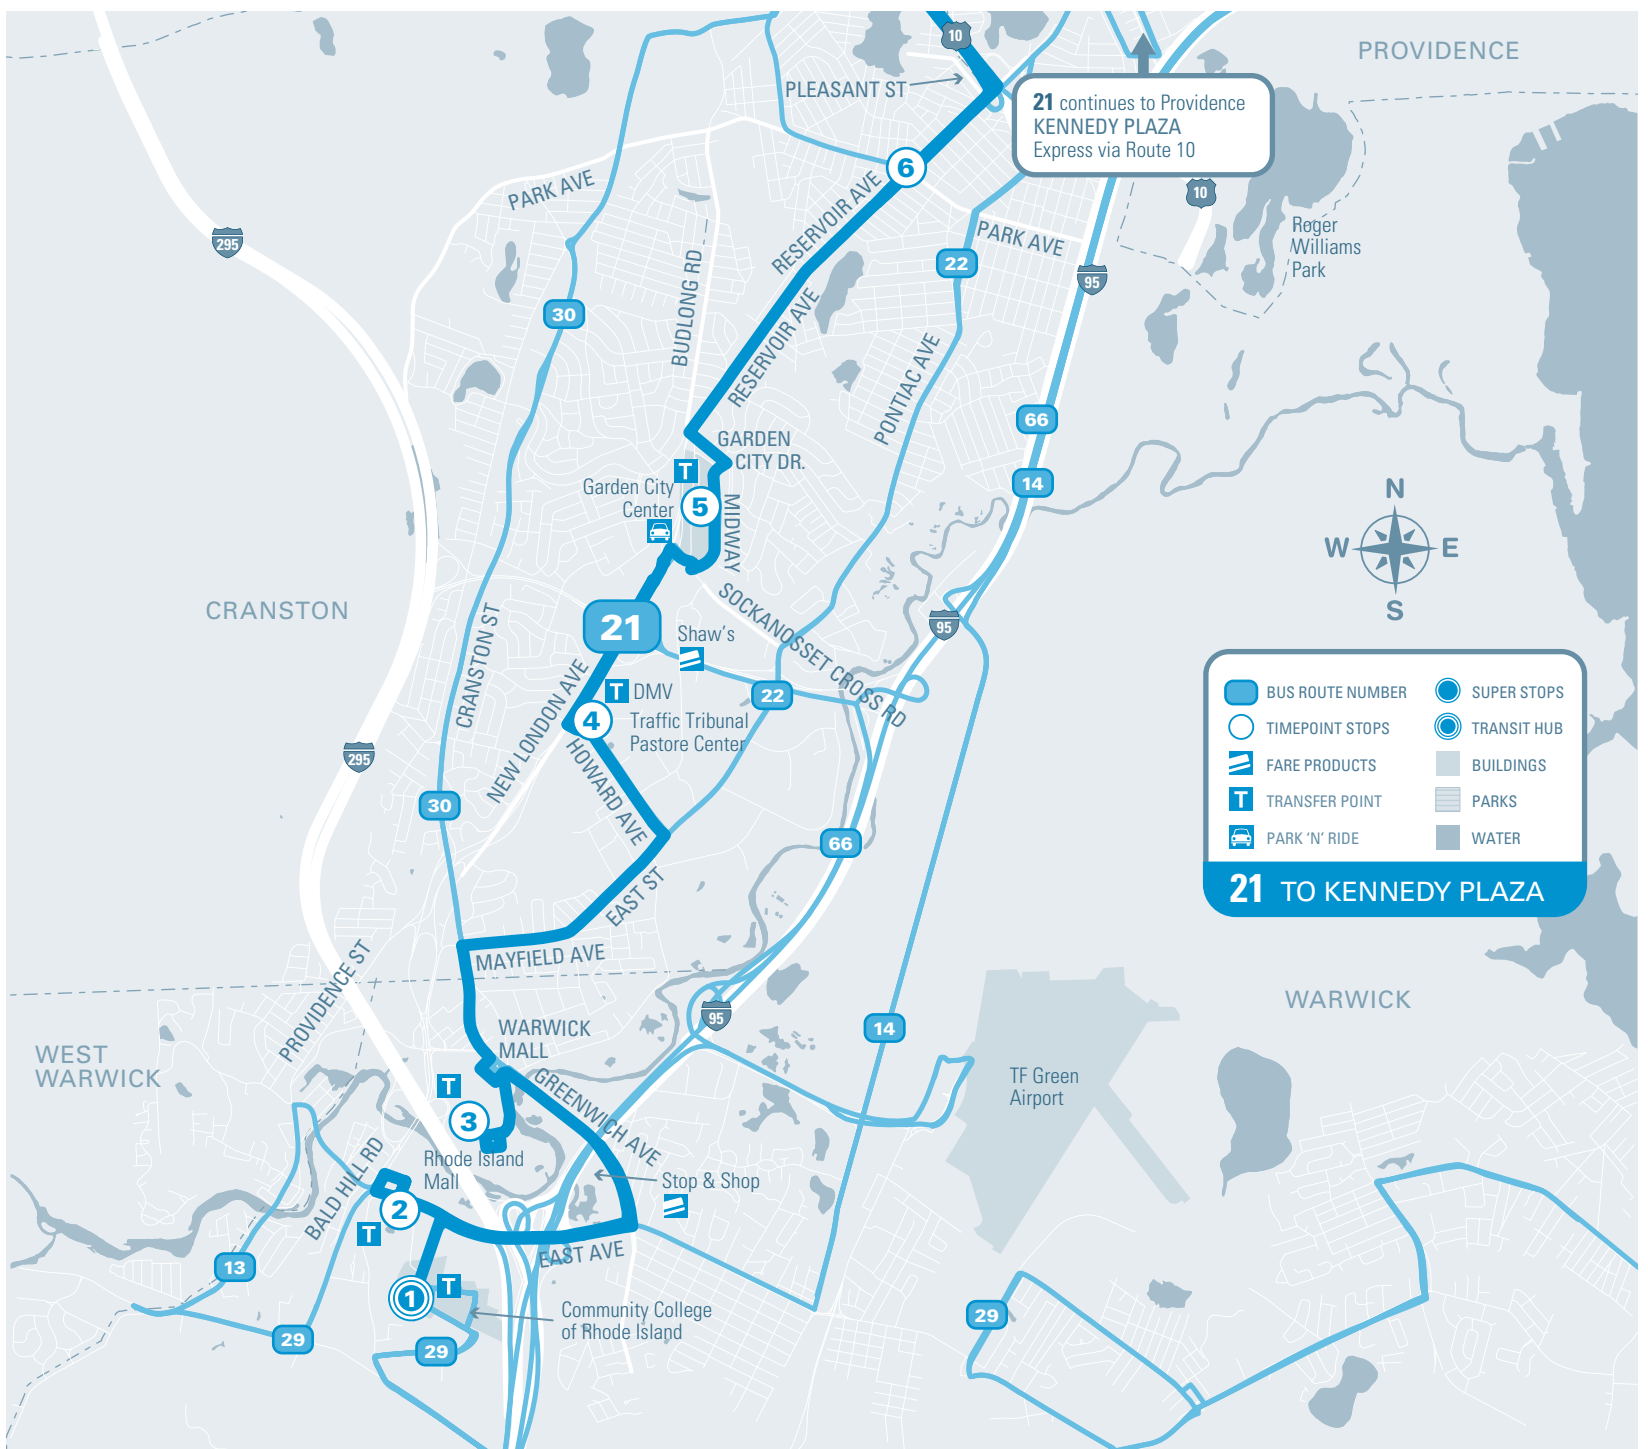 10
PROVIDENCE
PLEASANT ST
21 continues to Providence
KENNEDY PLAZA
Express via Route 10
6
PARK AVE
RESERVOIR AVE
10
295
PARK AVE
Roger
Williams
Park
22
BUDLONG RD
95
30
RESERVOIR AVE
PONTIAC AVE
66
GARDEN
CITY DR.
T
14
Garden City
Center
5
MIDWAY
N
W
E
S
CRANSTON
CRANSTON ST
21
Shaw's
SOCKANOSSET CROSS RD
95
NEW LONDON AVE
T DMV
22
4
Traffic Tribunal
Pastore Center
HOWARD AVE
295
BUS ROUTE NUMBER
SUPER STOPS
TIMEPOINT STOPS
TRANSIT HUB
FARE PRODUCTS
BUILDINGS
T TRANSFER POINT
PARKS
PARK 'N' RIDE
WATER
21 TO KENNEDY PLAZA
30
66
EAST ST
MAYFIELD AVE
PROVIDENCE ST
WARWICK
95
14
WARWICK
MALL
WEST
WARWICK
T
GREENWICH AVE
TF Green
Airport
3
Rhode Island
Mall
BALD HILL RD
Stop & Shop
2
T
EAST AVE
13
T
1
Community College
of Rhode Island
29
29
29